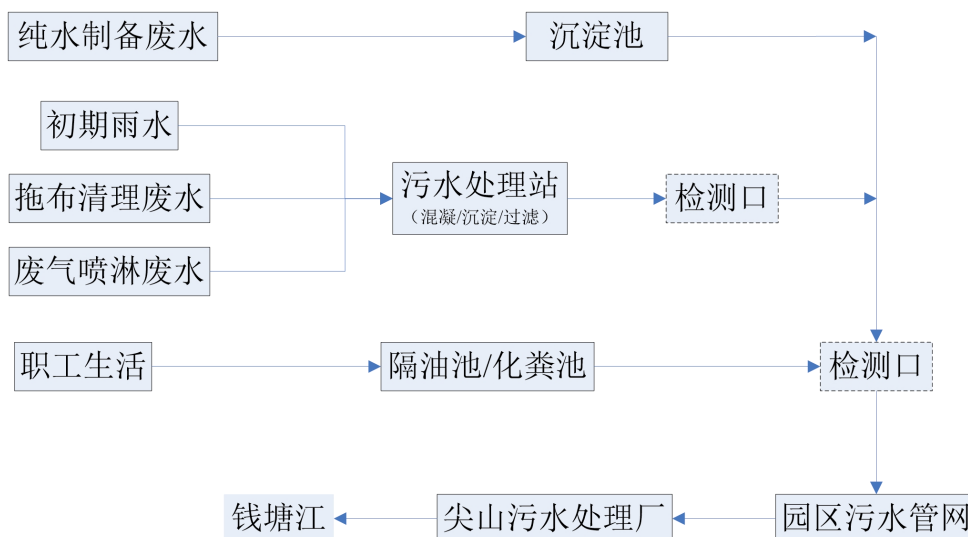 纯水制备废水
沉淀池
初期雨水
拖布清理废水
污水处理站
（混凝/沉淀/过滤）
检测口
废气喷淋废水
职工生活
隔油池/化粪池
检测口
钱塘江
尖山污水处理厂
园区污水管网